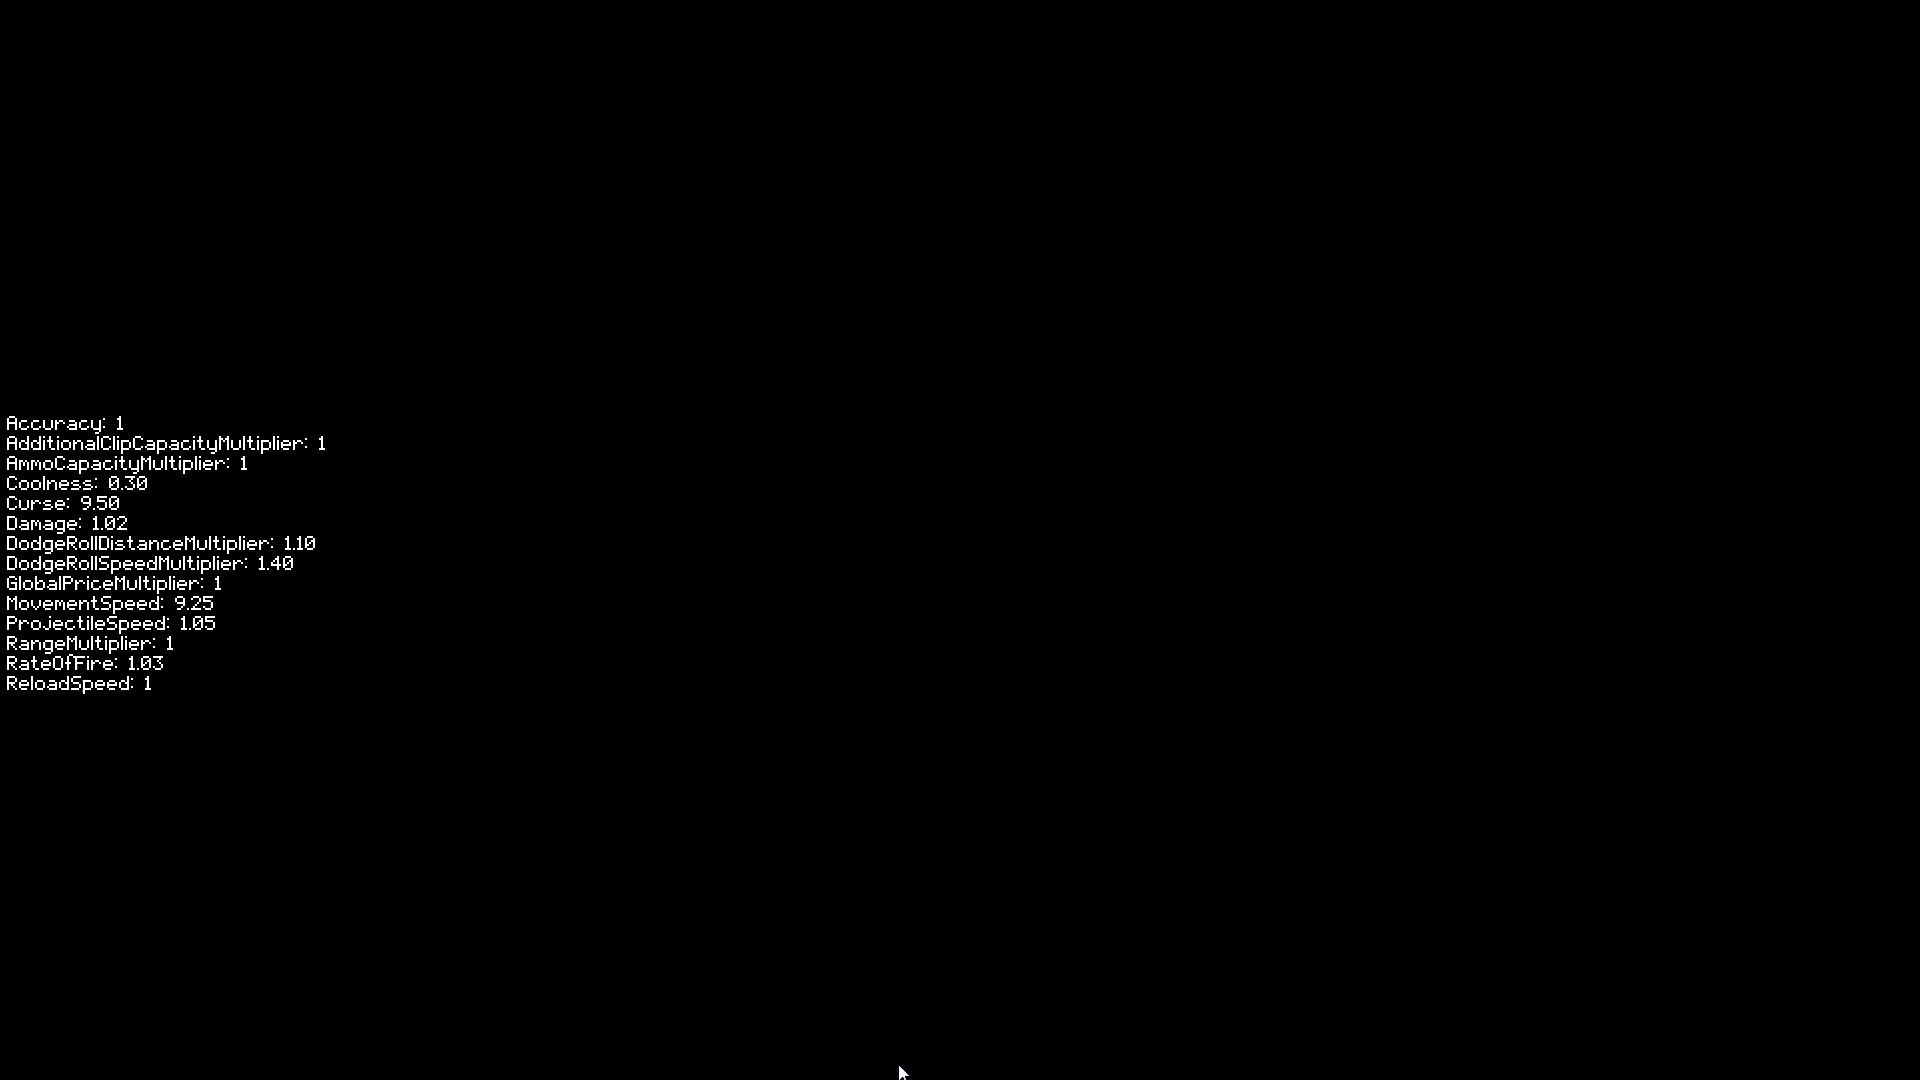 Accuracy: 1
AdditionalClipCapacityMultiplier: 1
AmmoCapacityMultiplier: 1
Coolness: 0.30
Curse: 9.50
Damage: 1.02
DodgeRollDistanceMultiplier: 1.10
DodgeRollSpeedMultiplier: 1.40
GlobalPriceMultiplier: 1
MovementSpeed: 9.25
ProjectileSpeed: 1.05
RangeMultiplier: 1
RateOfFire: 1.03
ReloadSpeed: 1